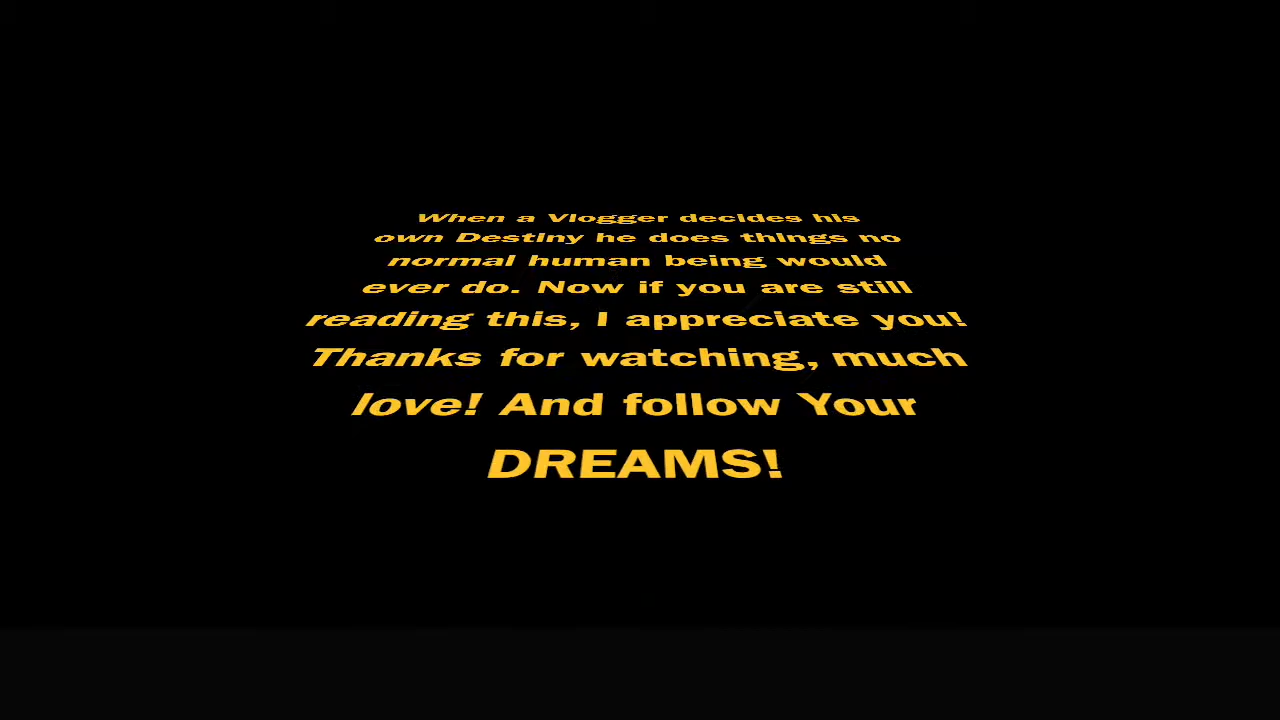 When a Vlogger decides his
own Destiny he does things no
normal human being would
ever do. Now if you are still
reading this, I appreciate you!
Thanks for watching, much
love! And follow Your
DREAMS!